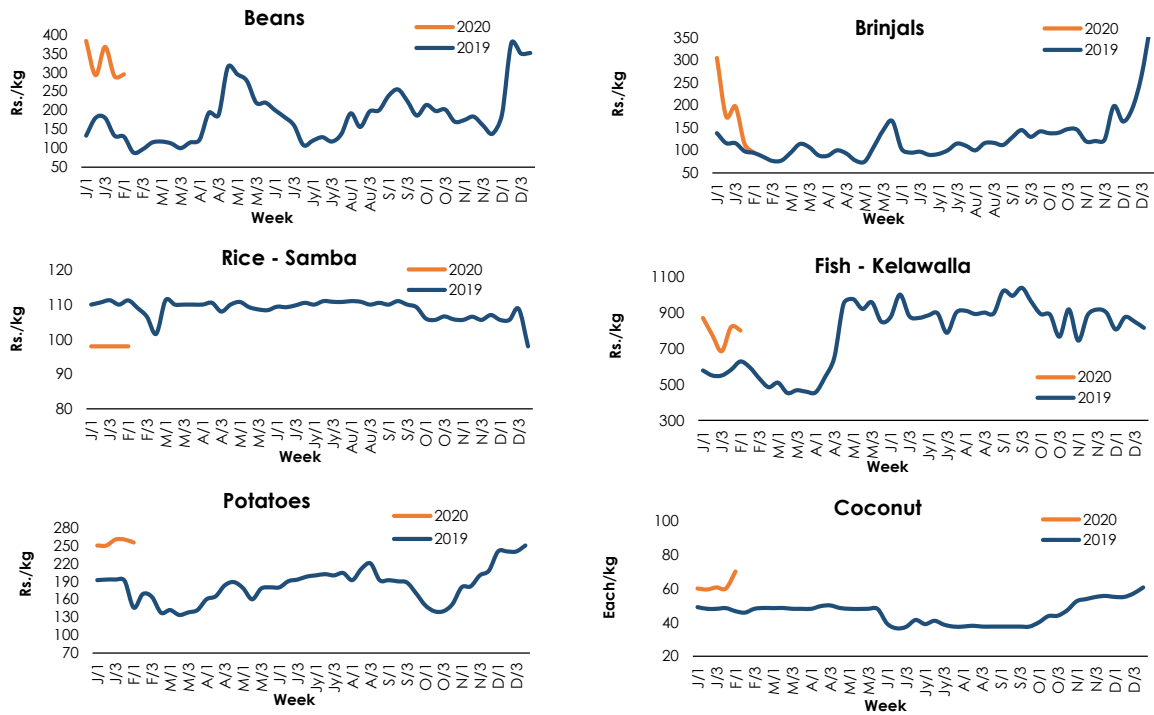 Beans
2020
2019
Rs./kg
400
350
300
250
200
150
100
50
J/1 J/3 F/1 F/3 M/1 M/3 A/1 A/3 M/1 M/3 J/1 J/3 Jy/1 Jy/3 Au/1 Au/3 S/1 S/3 O/1 O/3 N/1 N/3 D/1 D/3
Week
Brinjals
2020
2019
Rs./kg
350
300
250
200
150
100
50
J/1 J/3 F/1 F/3 M/1 M/3 A/1 A/3 M/1 M/3 J/1 J/3 Jy/1 Jy/3 Au/1 Au/3 S/1 S/3 O/1 O/3 N/1 N/3 D/1 D/3
Week
Rice - Samba
2020
2019
Rs./kg
120
110
100
90
80
J/1 J/3 F/1 F/3 M/1 M/3 A/1 A/3 M/1 M/3 J/1 J/3 Jy/1 Jy/3 Au/1 Au/3 S/1 S/3 O/1 O/3 N/1 N/3 D/1 D/3
Week
Fish - Kelawalla
2020
2019
Rs./kg
1100
900
700
500
300
J/1 J/3 F/1 F/3 M/1 M/3 A/1 A/3 M/1 M/3 J/1 J/3 Jy/1 Jy/3 A/1 A/3 S/1 S/3 O/1 O/3 N/1 N/3 D/1 D/3
Week
Potatoes
2020
2019
Rs./kg
280
250
220
190
160
130
100
70
J/1 J/3 F/1 F/3 M/1 M/3 A/1 A/3 M/1 M/3 J/1 J/3 Jy/1 Jy/3 A/1 A/3 S/1 S/3 O/1 O/3 N/1 N/3 D/1 D/3
Week
Coconut
2020
2019
Each/kg
100
80
60
40
20
J/1 J/3 F/1 F/3 M/1 M/3 A/1 A/3 M/1 M/3 J/1 J/3 Jy/1 Jy/3 A/1 A/3 S/1 S/3 O/1 O/3 N/1 N/3 D/1 D/3
Week